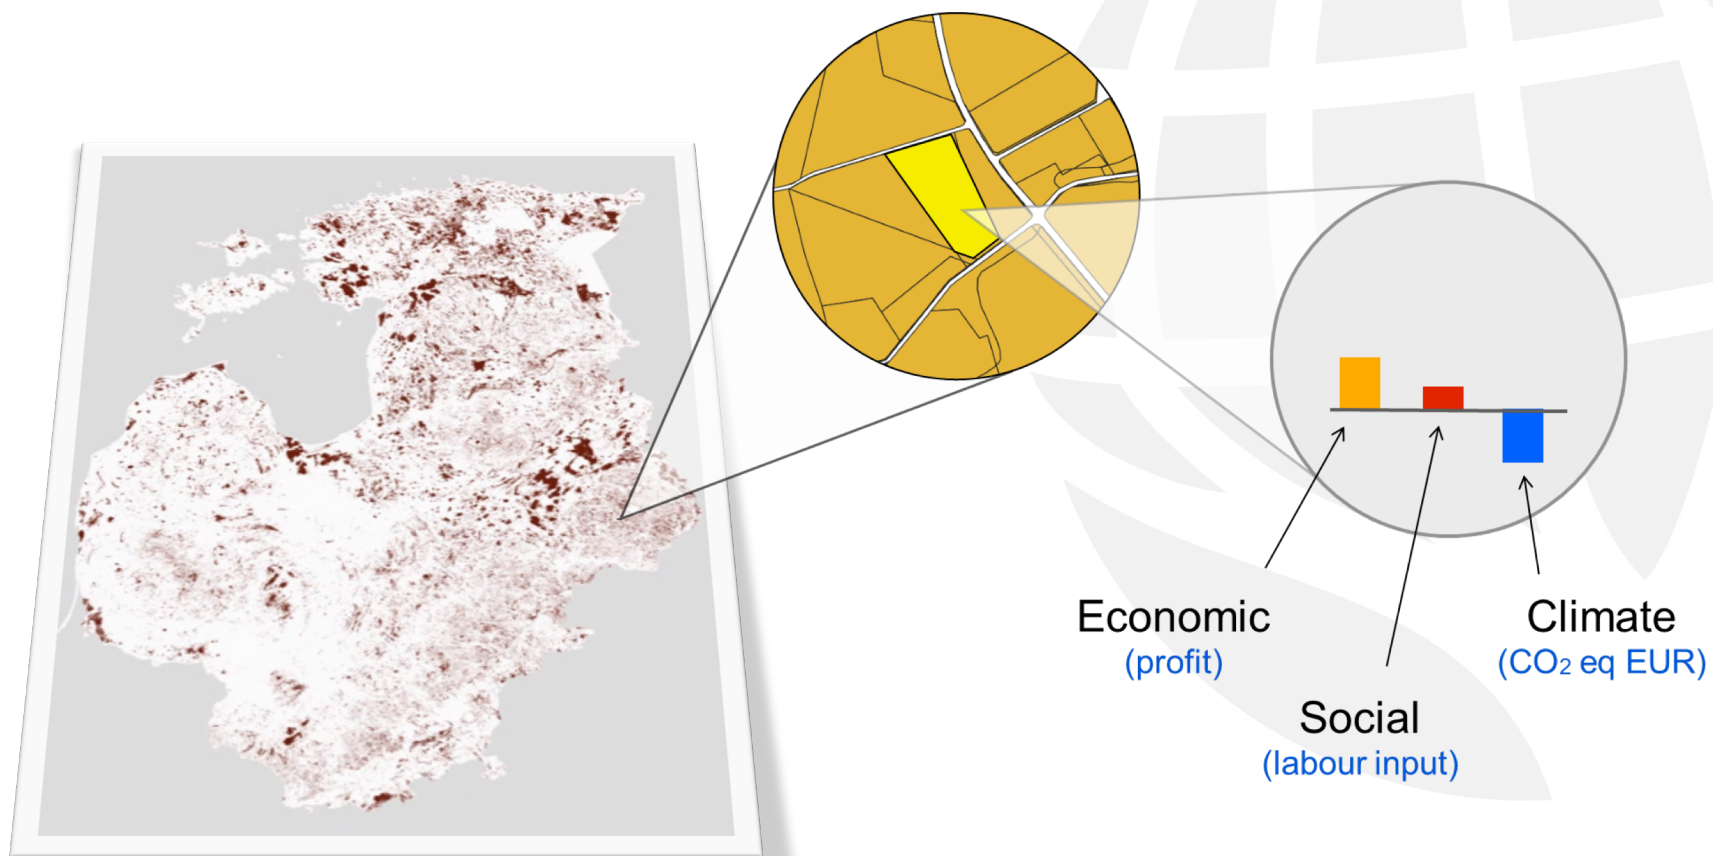 Economic
(profit)
Social
(labour input)
Climate
(CO₂ eq EUR)